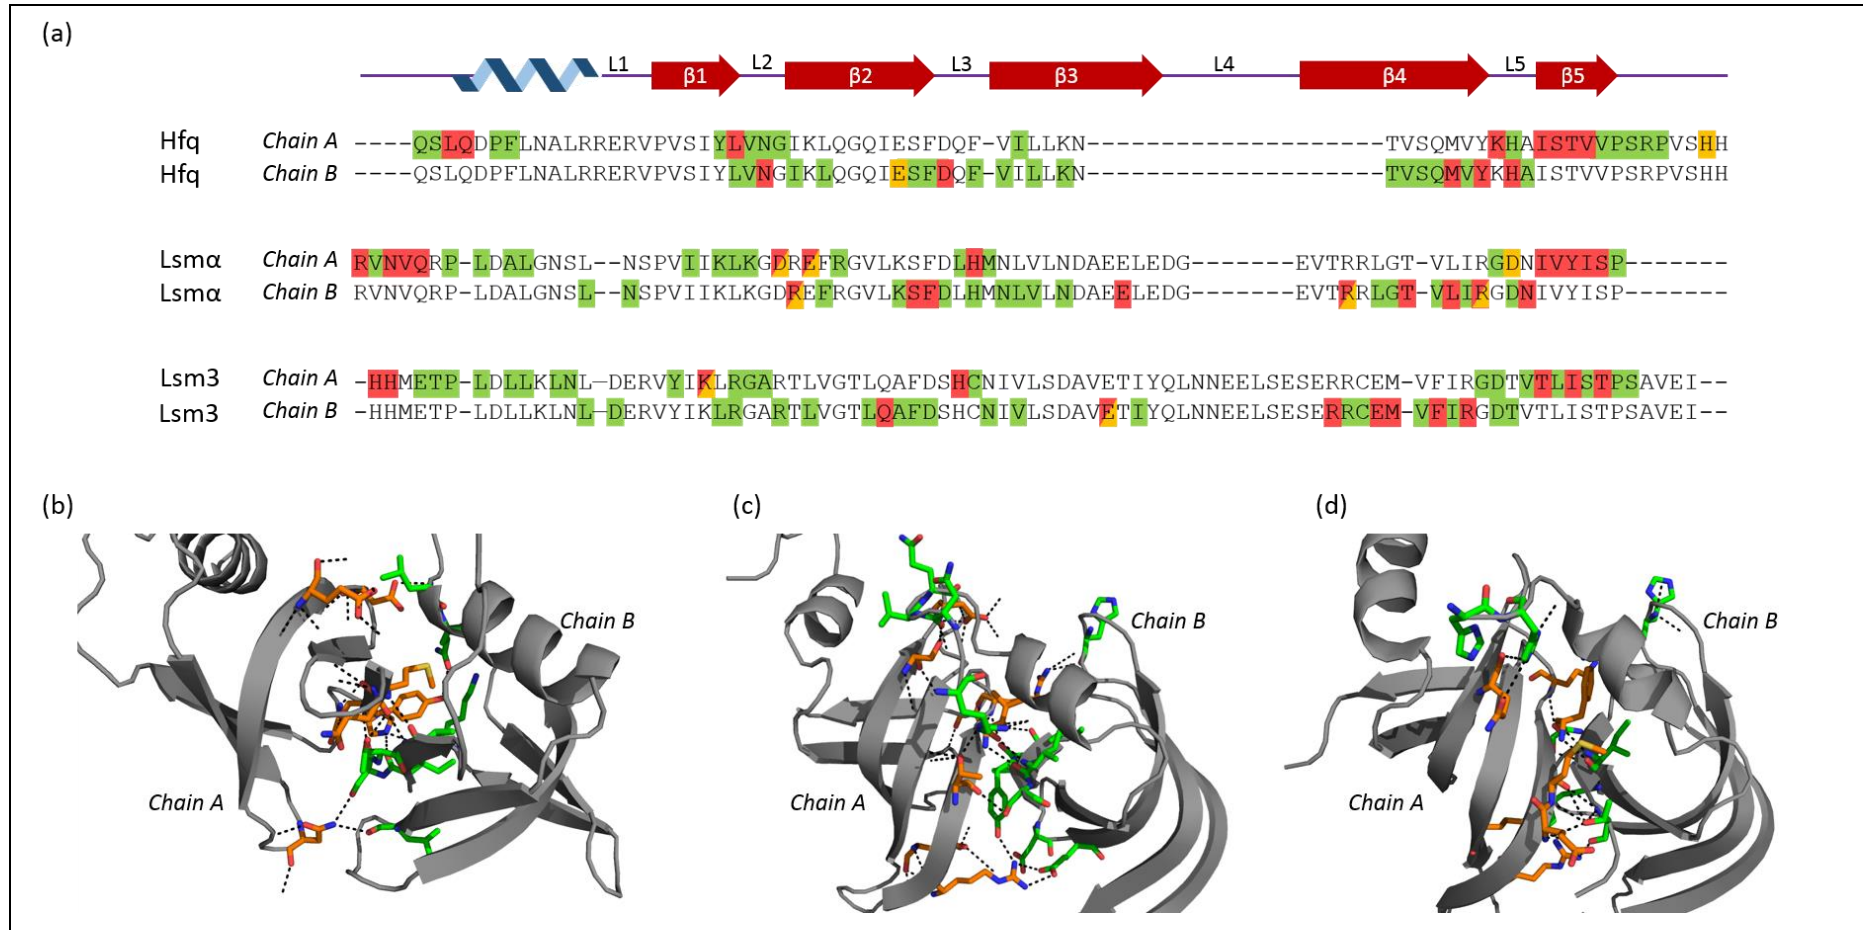 (a)
L1 β1 L2 β2 L3 β3 L4 β4 L5 β5
Hfq Chain A ----QSLQDPFLNALRRERVPVSIYLVNGIKLQGQIESFDQF-VILLKN--------------------TVSQMVYKHAISTVVPSRPVSHH
Hfq Chain B ----QSLQDPFLNALRRERVPVSIYLVNGIKLQGQIESFDQF-VILLKN--------------------TVSQMVYKHAISTVVPSRPVSHH
Lsmα Chain A RVNVQRP-LDALGNSL--NSPVIIKLKGDREFRGVLKSFDLHMNLVLNDAEELEDG-------EVTRRLGT-VLIRGDNIVYISP-------
Lsmα Chain B RVNVQRP-LDALGNSL--NSPVIIKLKGDREFRGVLKSFDLHMNLVLNDAEELEDG-------EVTRRLGT-VLIRGDNIVYISP-------
Lsm3 Chain A -HHMETP-LDLLKLNL–DERVYIKLRGARTLVGTLQAFDSHCNIVLSDAVETIYQLNNEELSESERRCEM-VFIRGDTVTLISTPSAVEI--
Lsm3 Chain B -HHMETP-LDLLKLNL–DERVYIKLRGARTLVGTLQAFDSHCNIVLSDAVETIYQLNNEELSESERRCEM-VFIRGDTVTLISTPSAVEI--
(b) (c) (d)
Chain B Chain B Chain B
Chain A Chain A Chain A